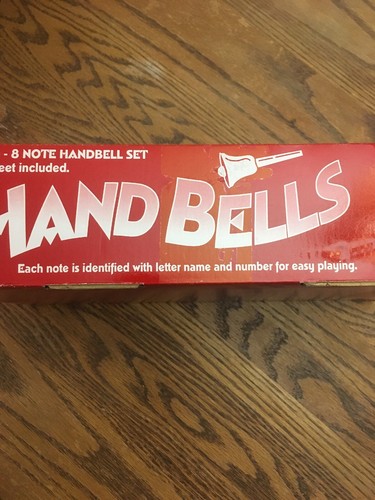 - 8 NOTE HANDBELL SET
eet included.
HAND BELLS
Each note is identified with letter name and number for easy playing.